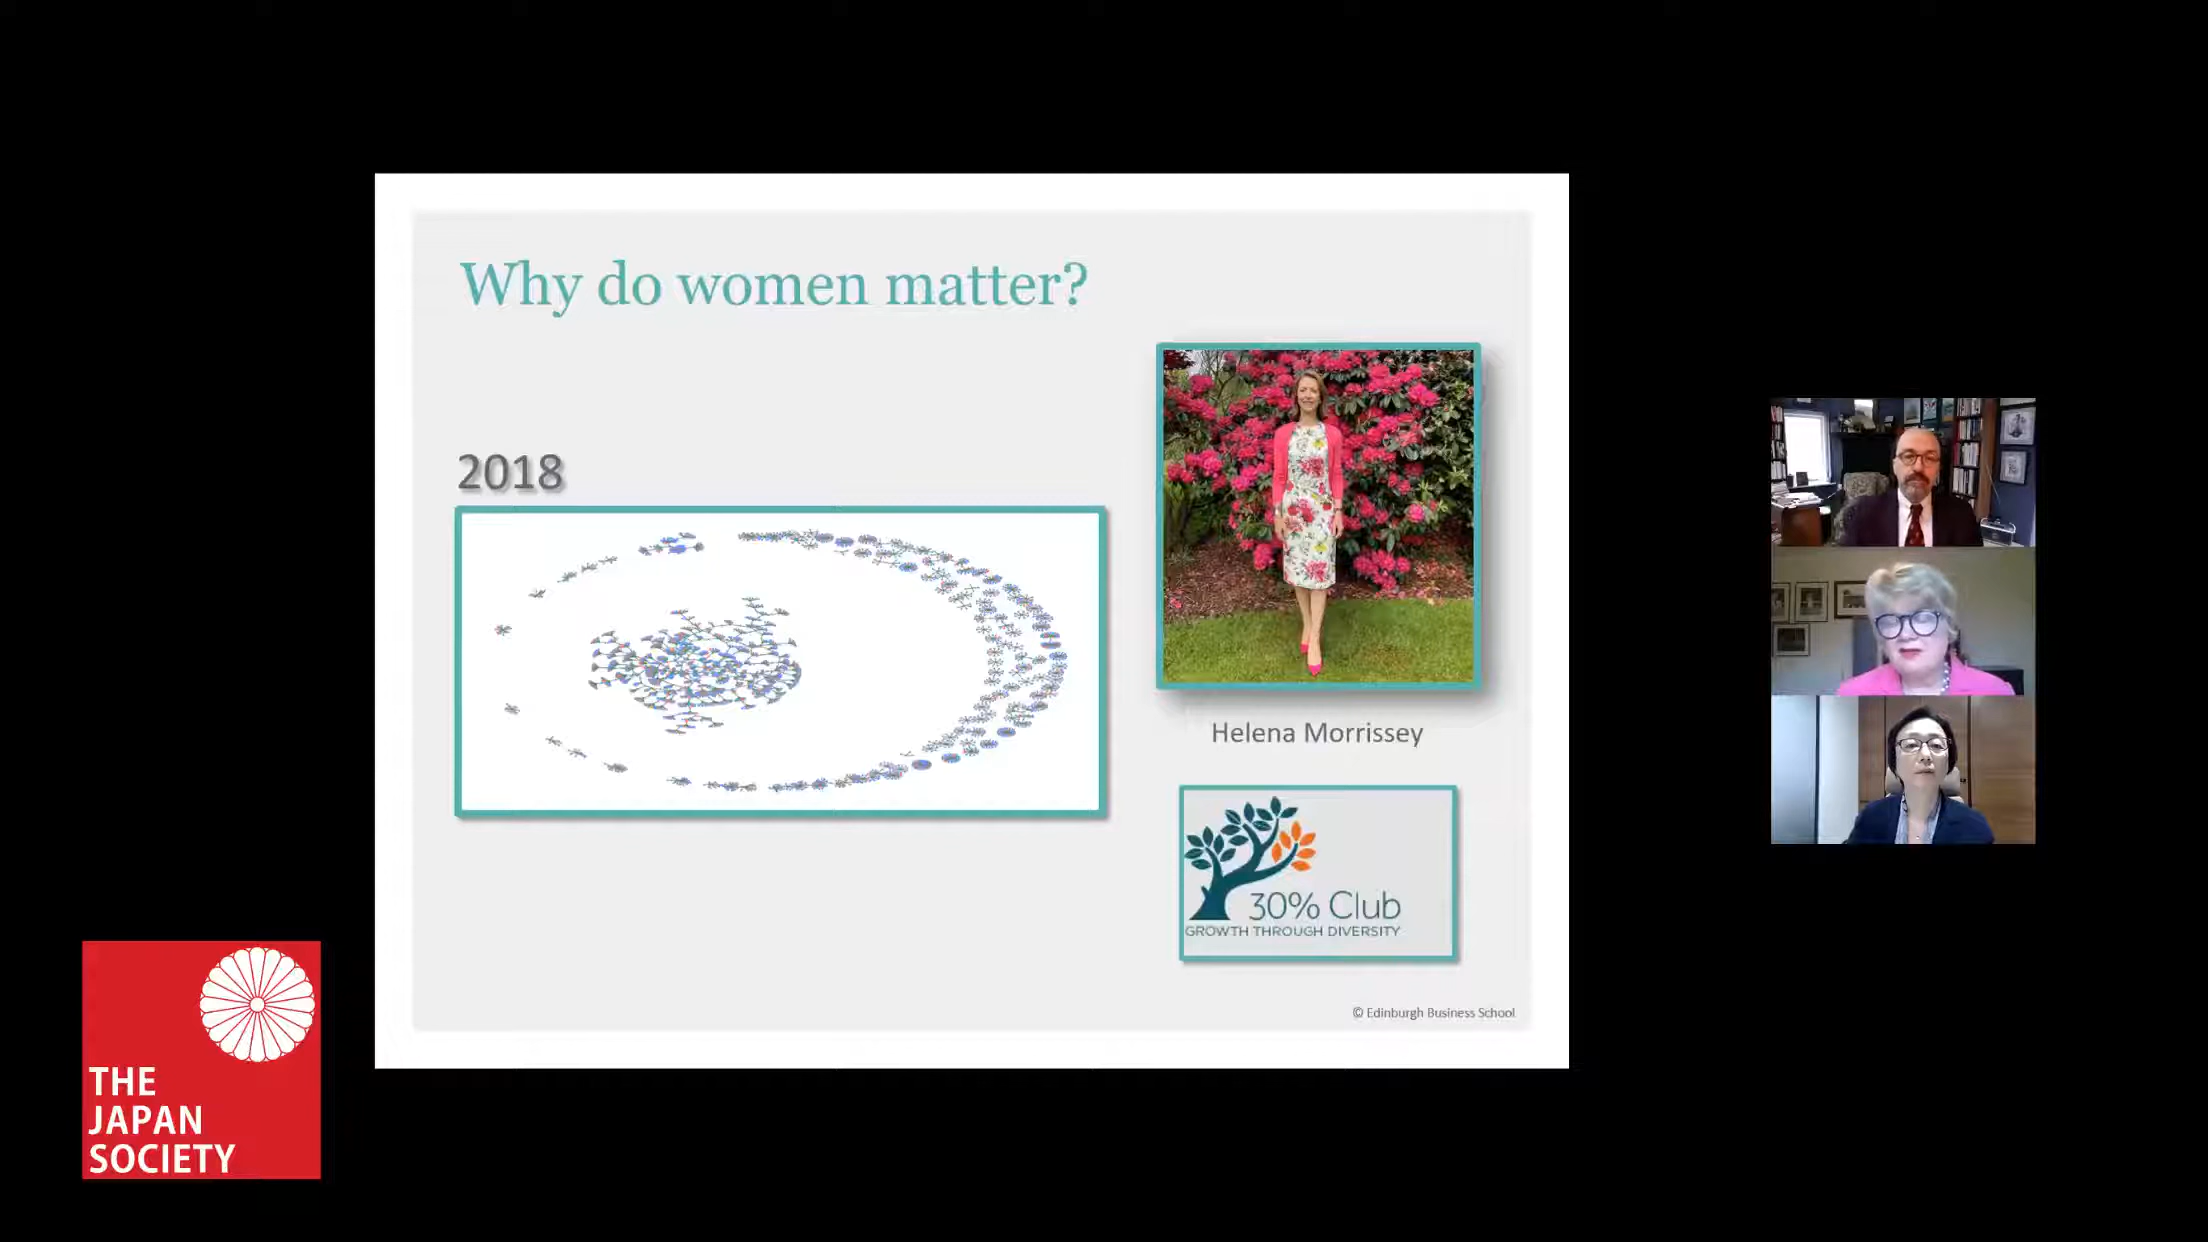 Why do women matter?
2018
Helena Morrissey
30% Club
GROWTH THROUGH DIVERSITY
© Edinburgh Business School
THE
JAPAN
SOCIETY